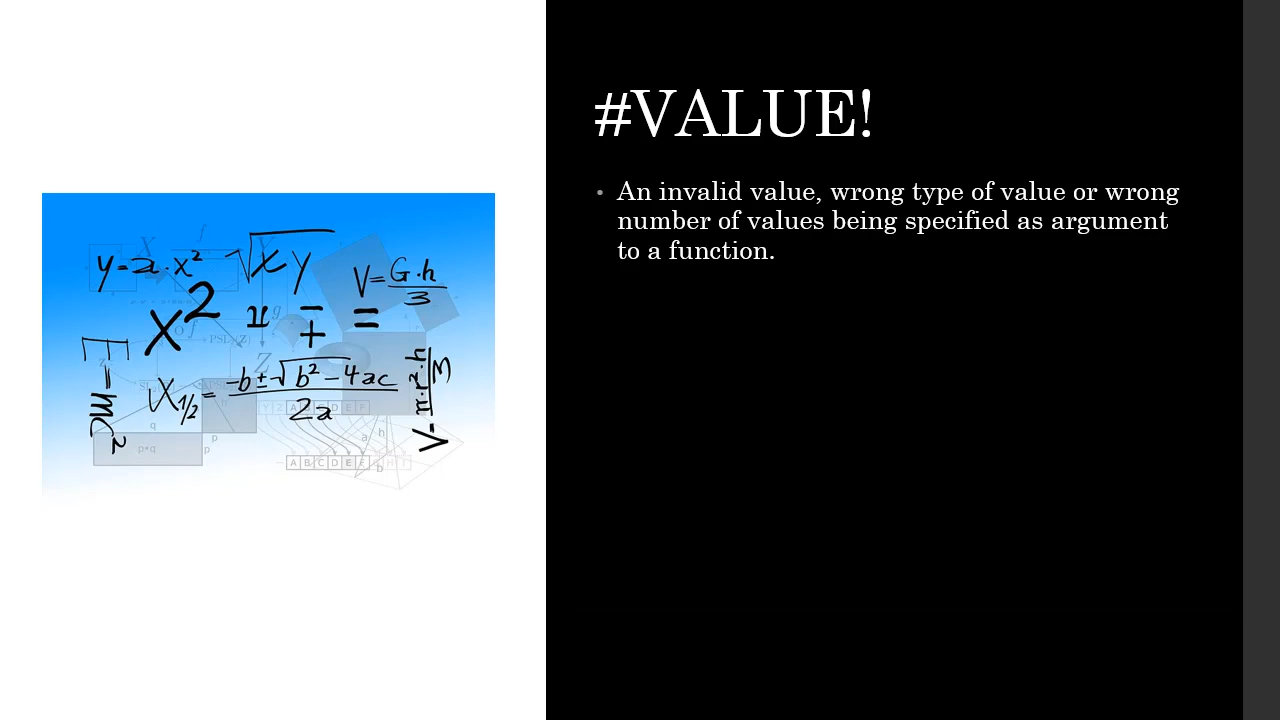 #VALUE!
• An invalid value, wrong type of value or wrong
number of values being specified as argument
to a function.
y=a·x²
√xy
V=G·h/3
x²
π
∓
=
E=mc²
X1/2=-b±√b²-4ac/2a
V=π·r²·h/3
X
f
Z
g
q
p
p•q
p
a
h
b
A B C D E F